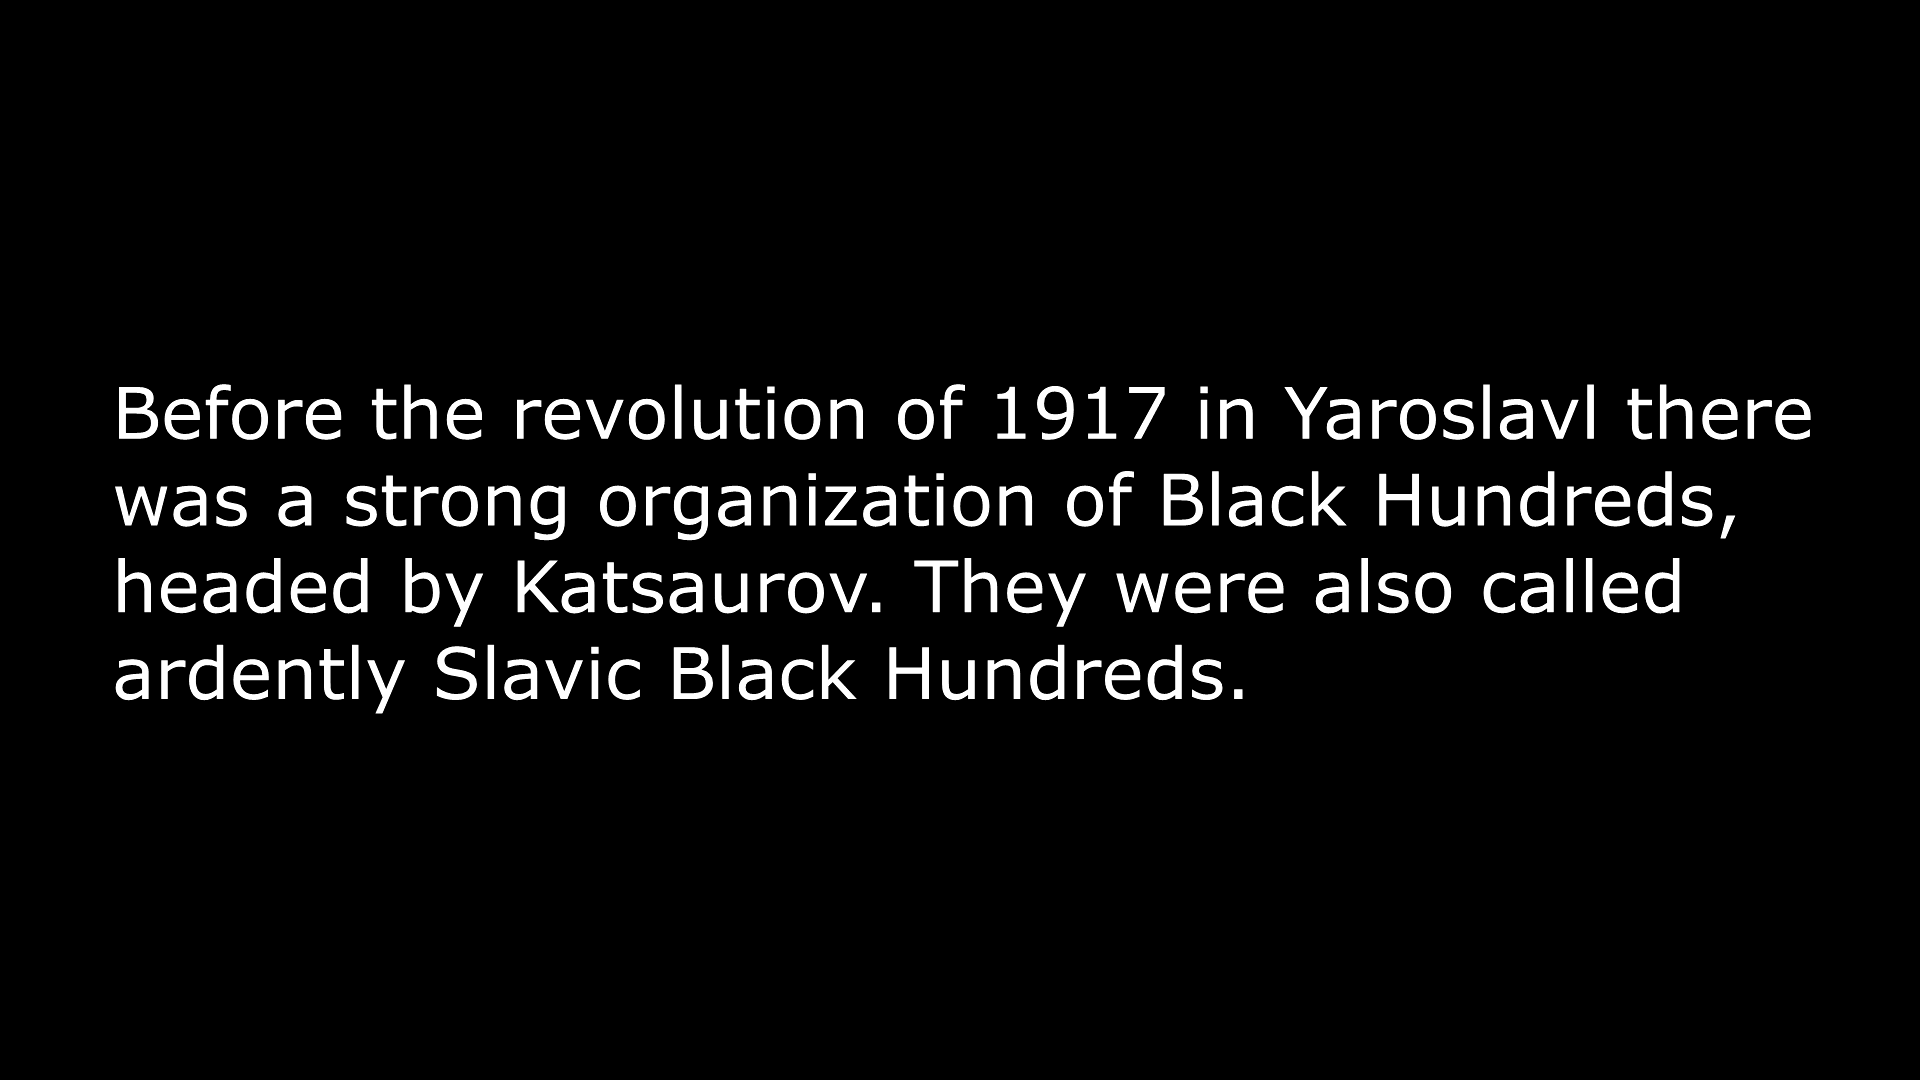 Before the revolution of 1917 in Yaroslavl there
was a strong organization of Black Hundreds,
headed by Katsaurov. They were also called
ardently Slavic Black Hundreds.